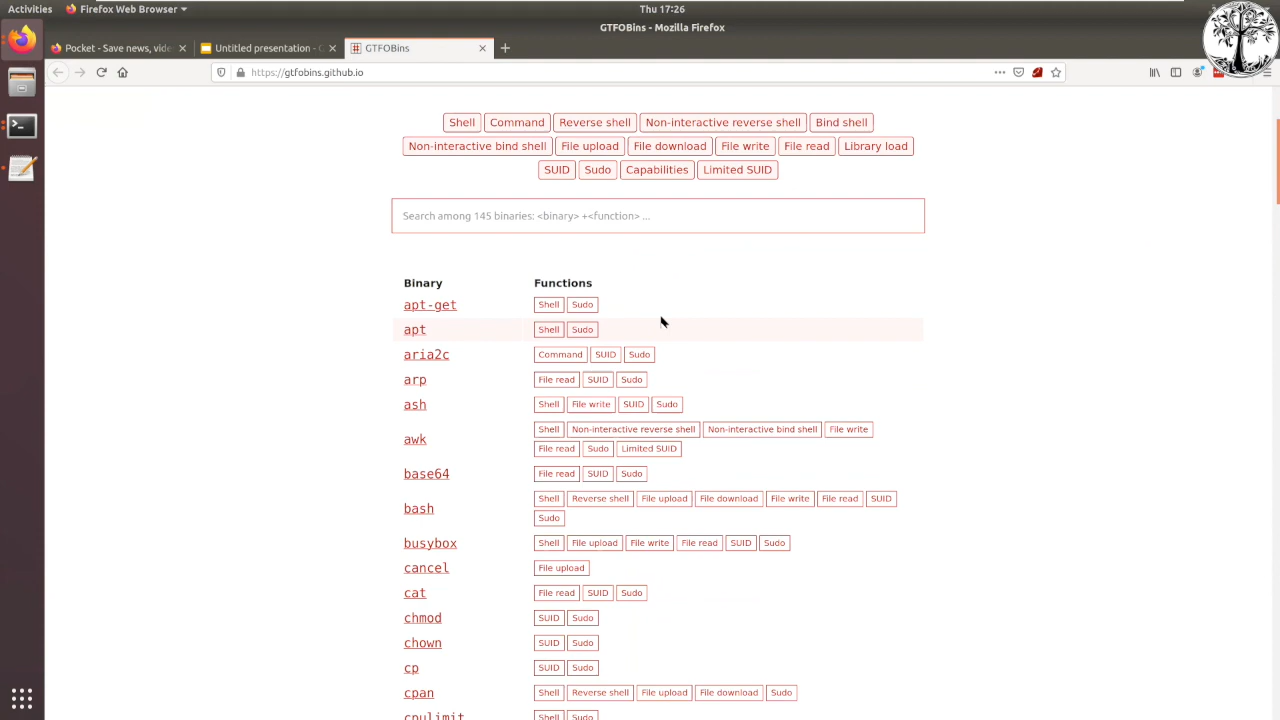 Activities Firefox Web Browser Thu 17:26
GTFOBins - Mozilla Firefox
Pocket - Save news, vide Untitled presentation - G GTFOBins
https://gtfobins.github.io
Shell Command Reverse shell Non-interactive reverse shell Bind shell
Non-interactive bind shell File upload File download File write File read Library load
SUID Sudo Capabilities Limited SUID
Search among 145 binaries: <binary> +<function> ...
Binary Functions
apt-get Shell Sudo
apt Shell Sudo
aria2c Command SUID Sudo
arp File read SUID Sudo
ash Shell File write SUID Sudo
awk Shell Non-interactive reverse shell Non-interactive bind shell File write
File read Sudo Limited SUID
base64 File read SUID Sudo
bash Shell Reverse shell File upload File download File write File read SUID
Sudo
busybox Shell File upload File write File read SUID Sudo
cancel File upload
cat File read SUID Sudo
chmod SUID Sudo
chown SUID Sudo
cp SUID Sudo
cpan Shell Reverse shell File upload File download Sudo
cpulimit Shell Sudo